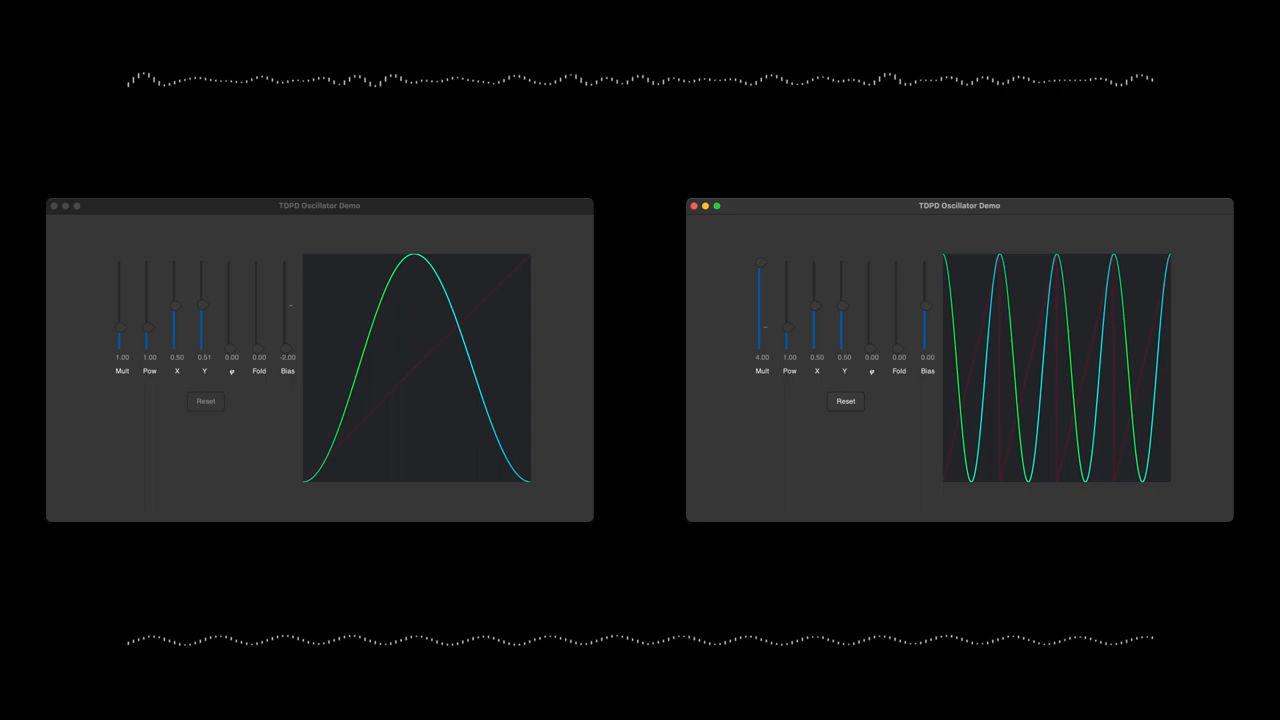 TDPD Oscillator Demo
1.00 1.00 0.50 0.51 0.00 0.00 -2.00
Mult Pow X Y φ Fold Bias
Reset
TDPD Oscillator Demo
4.00 1.00 0.50 0.50 0.00 0.00 0.00
Mult Pow X Y φ Fold Bias
Reset